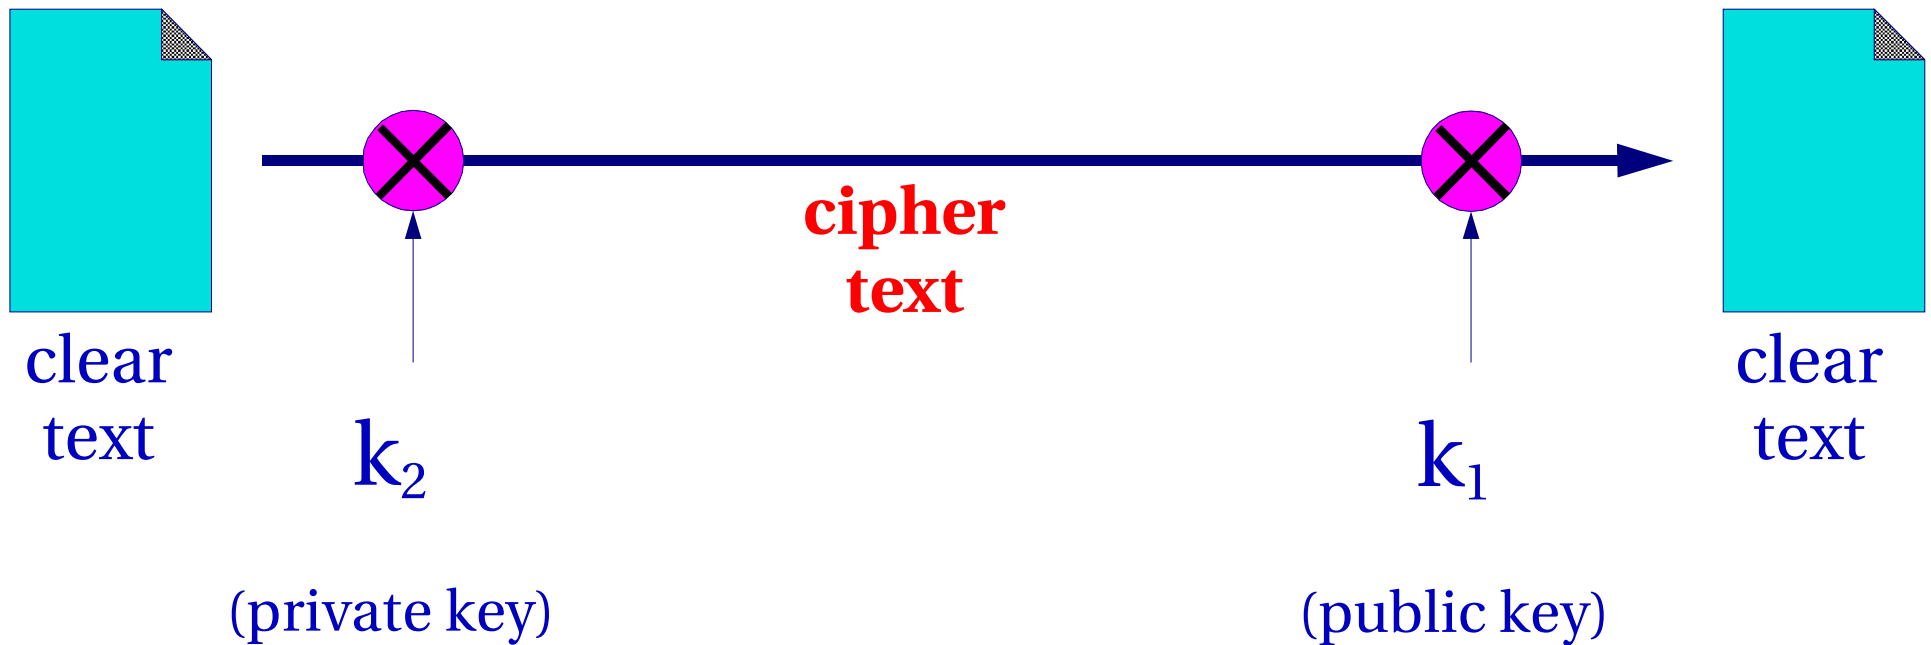 cipher
text
clear
text
clear
text
k2
k1
(private key)
(public key)